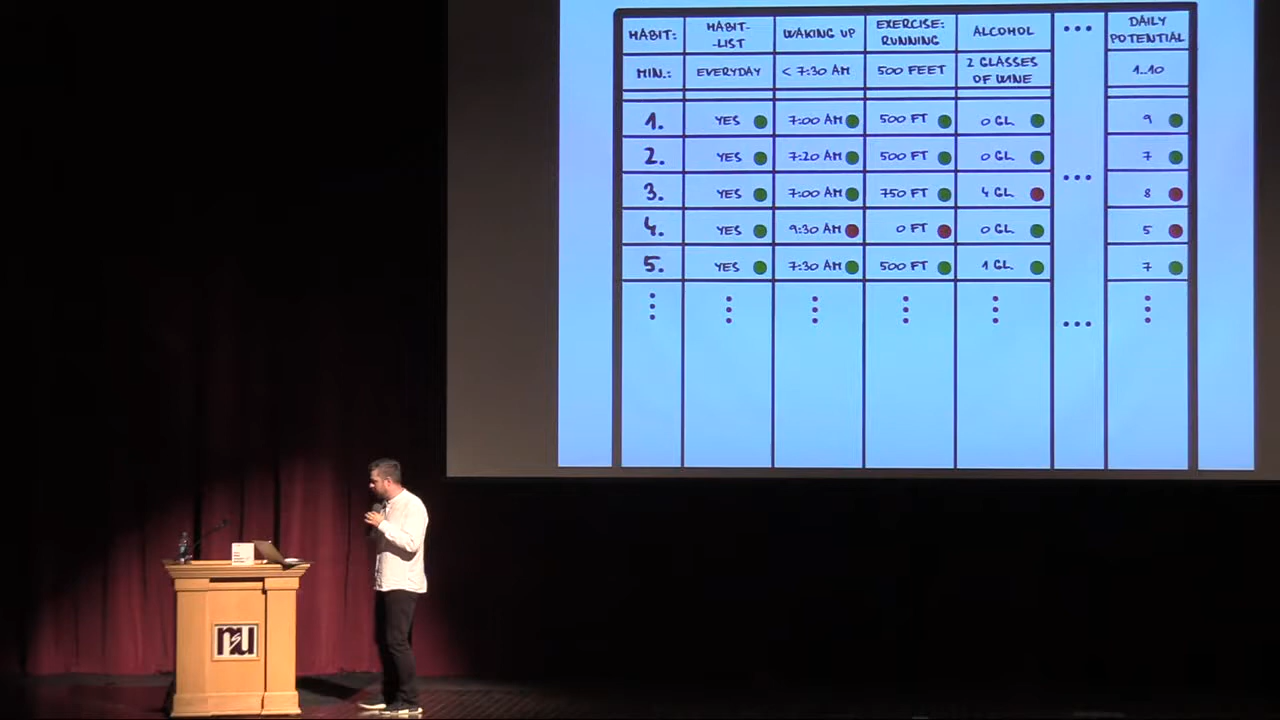 HABIT: HABIT- WAKING UP EXERCISE: ALCOHOL ... DAILY
-LIST RUNNING POTENTIAL
MIN.: EVERYDAY < 7:30 AM 500 FEET 2 GLASSES 1..10
OF WINE
1. YES 7:00 AM 500 FT 0 GL 9
2. YES 7:20 AM 500 FT 0 GL. 7
...
3. YES 7:00 AM 750 FT 4 GL 8
4. YES 9:30 AM 0 FT 0 GL. 5
5. YES 7:30 AM 500 FT 1 GL. 7
...
nsu